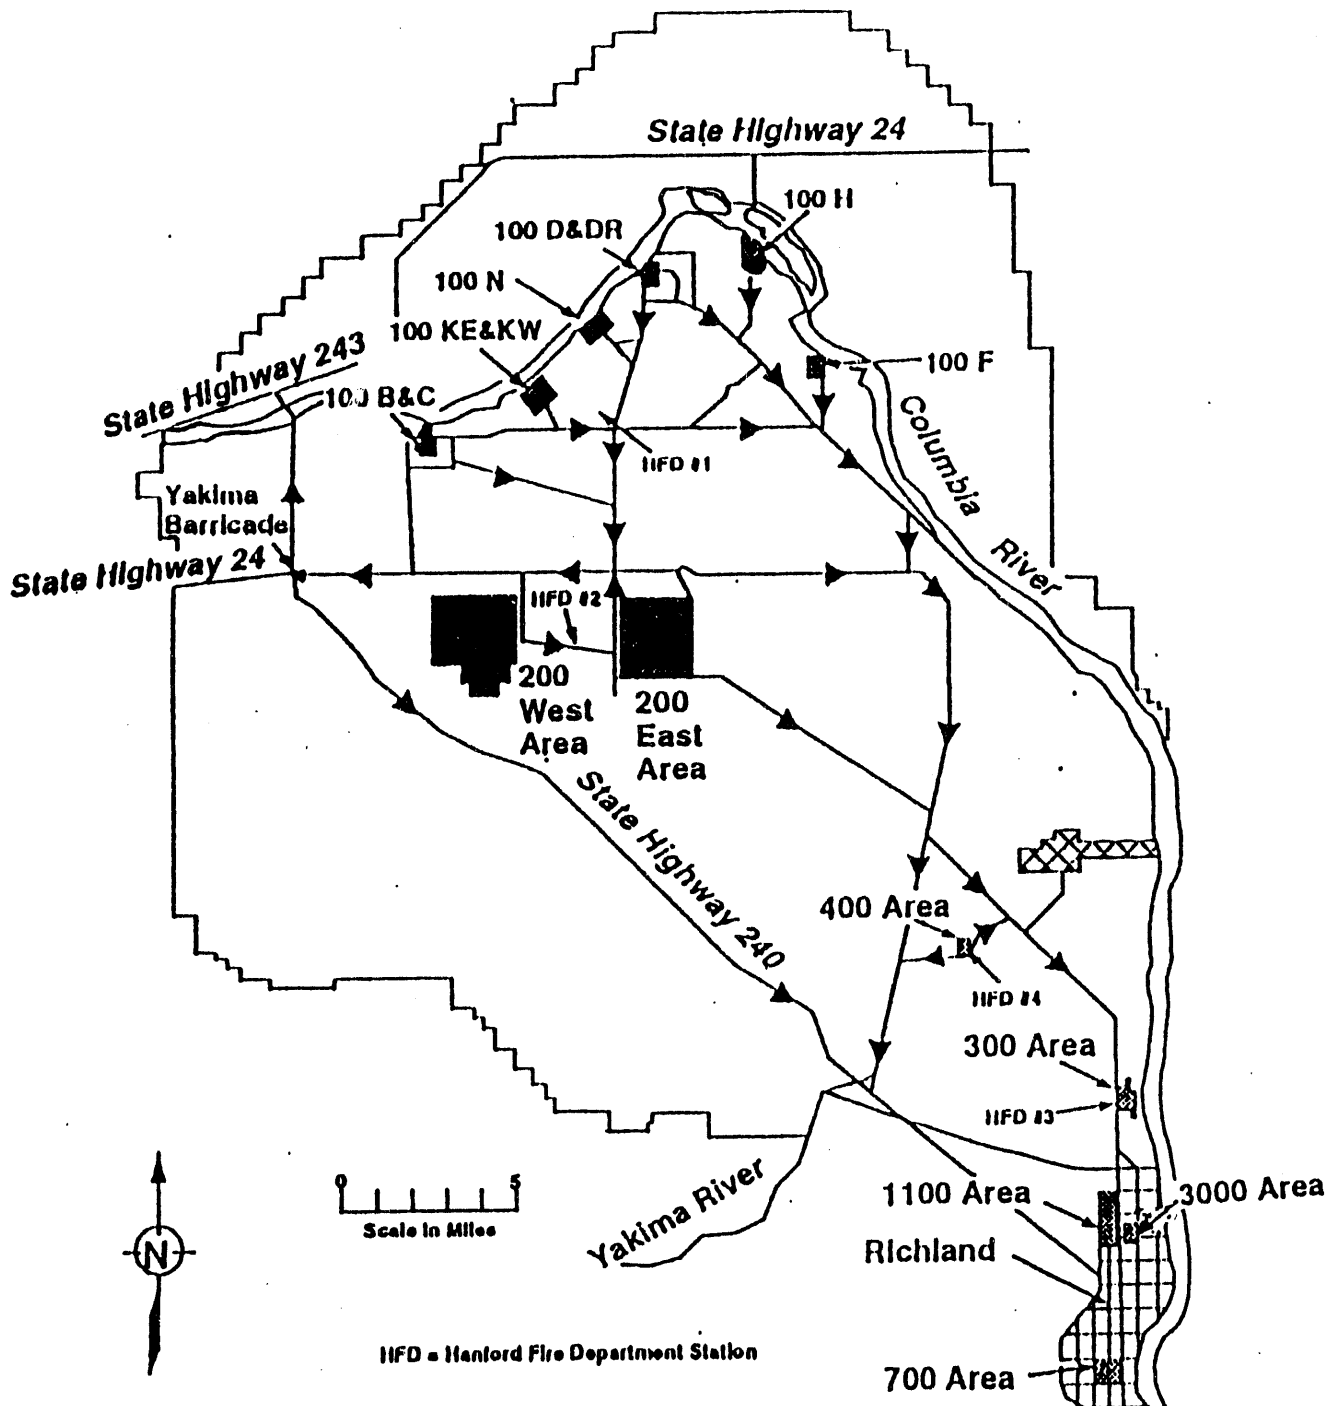 State Highway 24
100 H
100 D&DR
100 N
100 KE&KW
State Highway 243
100 B&C
100 F
Columbia
River
HFD #1
Yakima
Barricade
State Highway 24
HFD #2
200
West
Area
200
East
Area
State Highway 240
400 Area
HFD #4
300 Area
HFD #3
1100 Area
3000 Area
Richland
700 Area
Yakima River
0 5
Scale in Miles
N
HFD = Hanford Fire Department Station